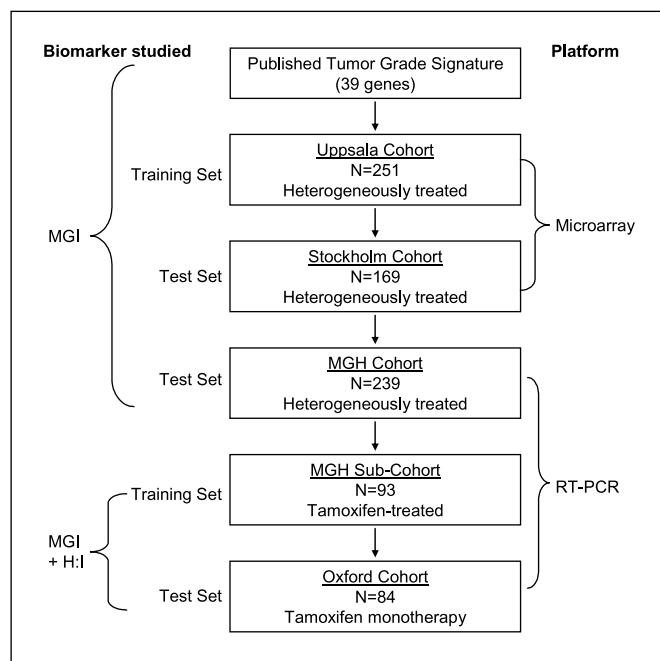 Biomarker studied
Platform
Published Tumor Grade Signature
(39 genes)
Uppsala Cohort
Training Set
N=251
Heterogeneously treated
MGI
Microarray
Stockholm Cohort
Test Set
N=169
Heterogeneously treated
MGH Cohort
Test Set
N=239
Heterogeneously treated
MGH Sub-Cohort
Training Set
N=93
Tamoxifen-treated
RT-PCR
MGI
+ H:I
Oxford Cohort
Test Set
N=84
Tamoxifen monotherapy